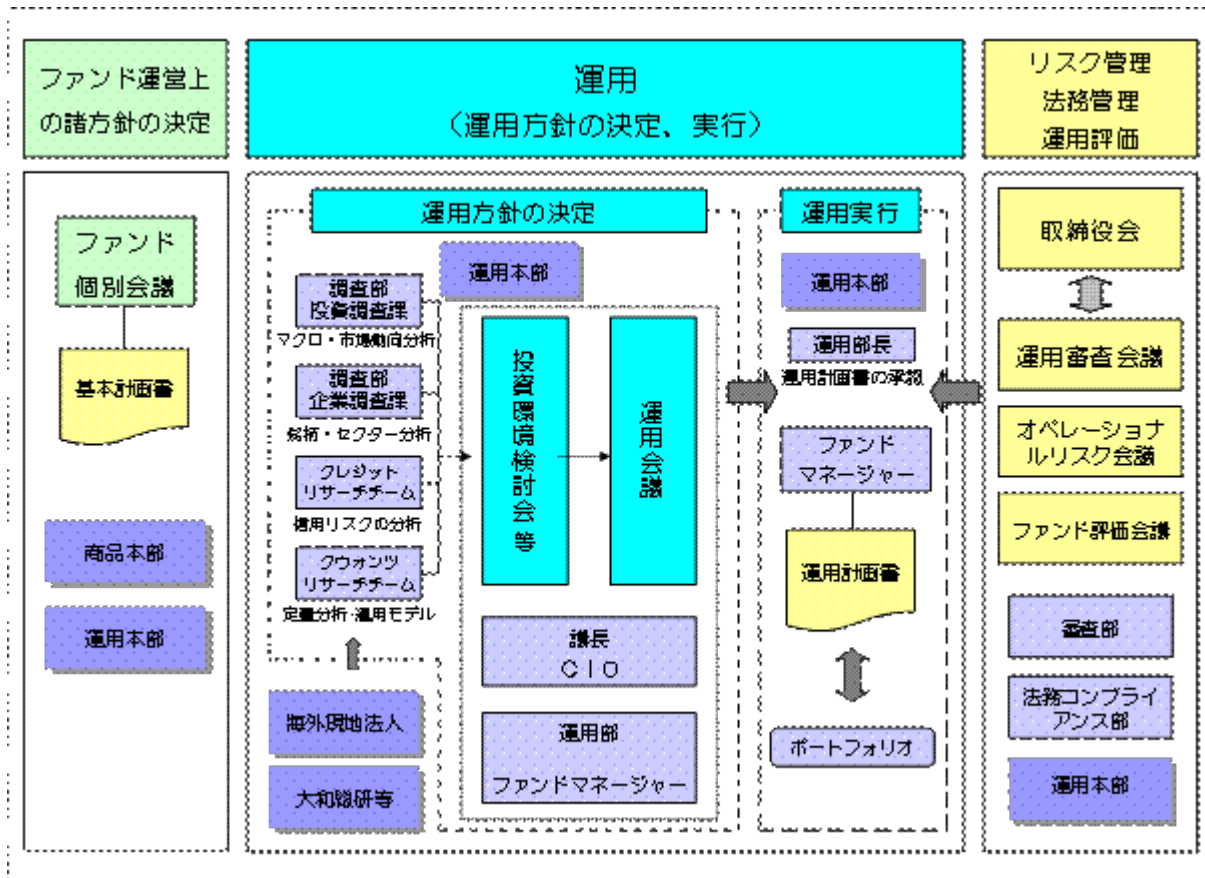 ファンド運営上
の諸方針の決定
運用
（運用方針の決定、実行）
リスク管理
法務管理
運用評価
ファンド
個別会議
基本計画書
商品本部
運用本部
運用方針の決定
運用本部
調査部
投資調査課
マクロ・市場動向分析
調査部
企業調査課
銘柄・セクター分析
クレジット
リサーチチーム
信用リスクの分析
クウォンツ
リサーチチーム
定量分析・運用モデル
海外現地法人
大和総研等
投資環境検討会等
運用会議
議長
ＣＩＯ
運用部
ファンドマネージャー
運用実行
運用本部
運用部長
運用計画書の承認
ファンド
マネージャー
運用計画書
ポートフォリオ
取締役会
運用審査会議
オペレーショナ
ルリスク会議
ファンド評価会議
審査部
法務コンプライ
アンス部
運用本部